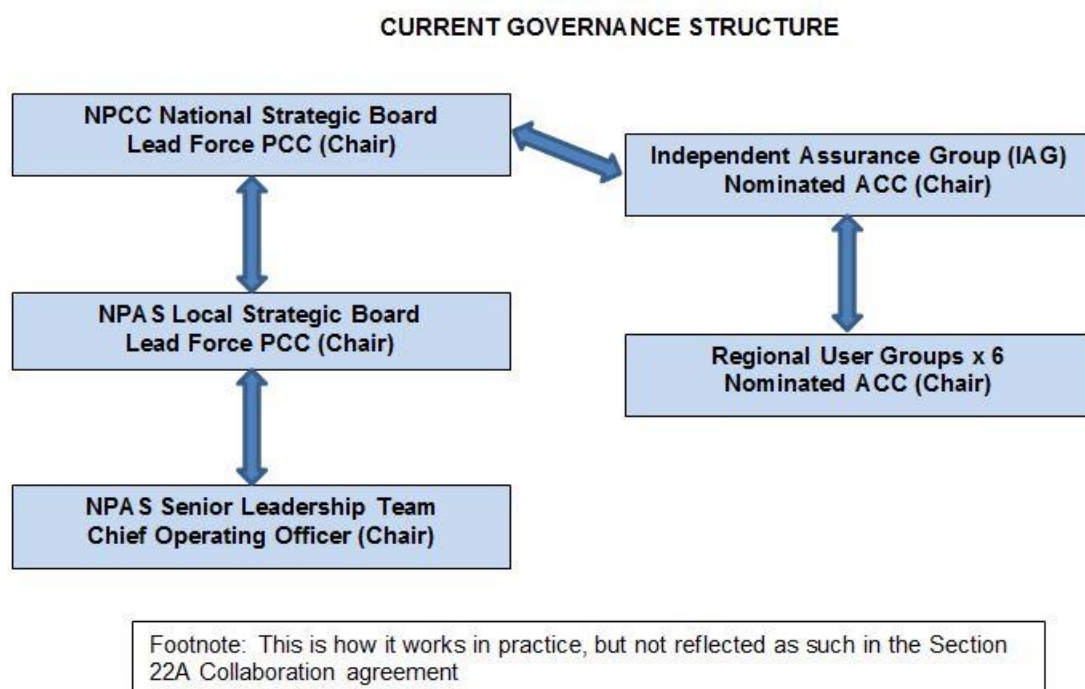 CURRENT GOVERNANCE STRUCTURE
NPCC National Strategic Board
Lead Force PCC (Chair)
Independent Assurance Group (IAG)
Nominated ACC (Chair)
NPAS Local Strategic Board
Lead Force PCC (Chair)
Regional User Groups x 6
Nominated ACC (Chair)
NPAS Senior Leadership Team
Chief Operating Officer (Chair)
Footnote: This is how it works in practice, but not reflected as such in the Section
22A Collaboration agreement